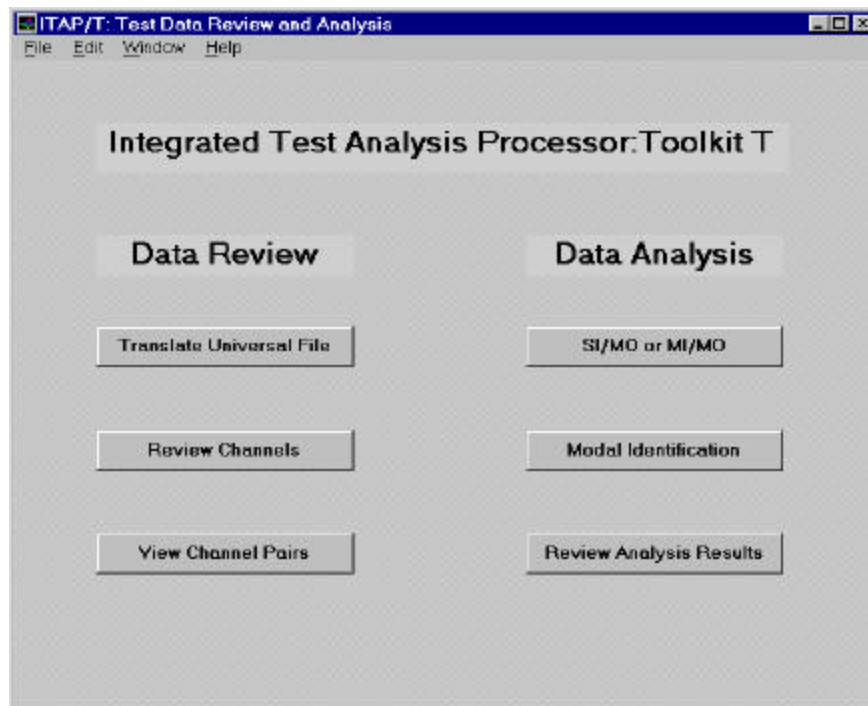 ITAP/T: Test Data Review and Analysis
File Edit Window Help
Integrated Test Analysis Processor:Toolkit T
Data Review
Data Analysis
Translate Universal File
SI/MO or MI/MO
Review Channels
Modal Identification
View Channel Pairs
Review Analysis Results